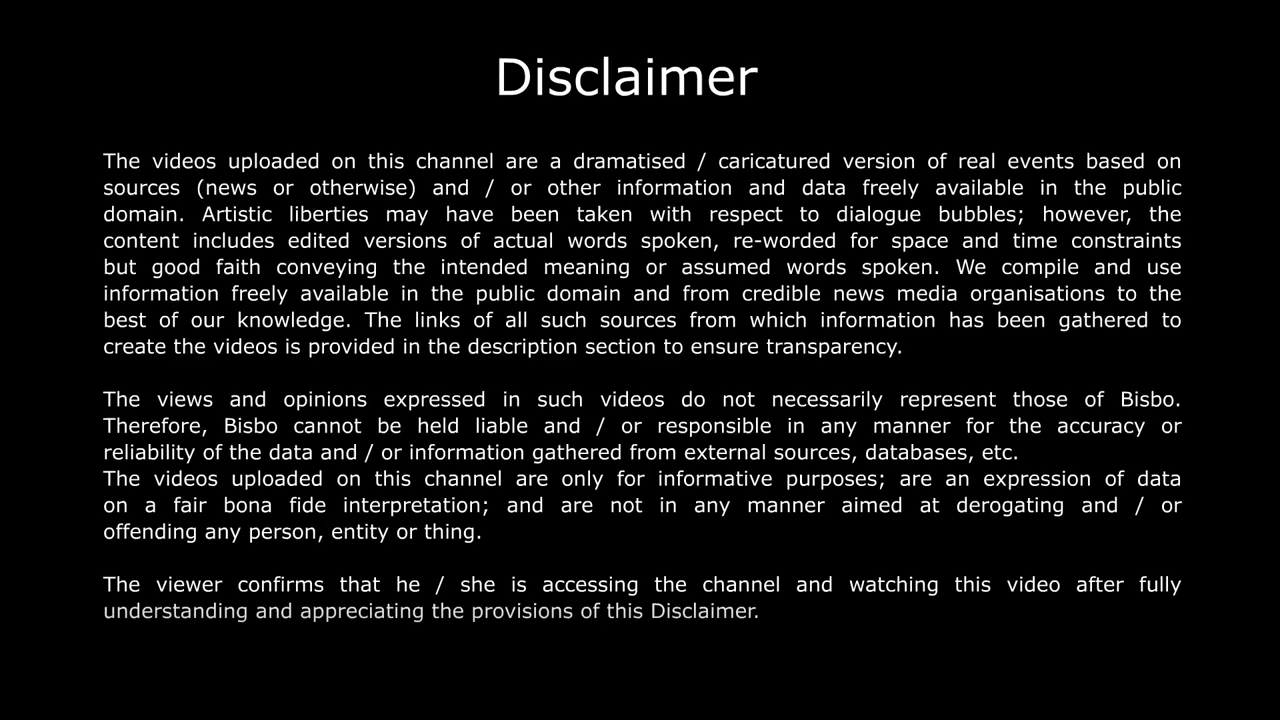 Disclaimer
The videos uploaded on this channel are a dramatised / caricatured version of real events based on
sources (news or otherwise) and / or other information and data freely available in the public
domain. Artistic liberties may have been taken with respect to dialogue bubbles; however, the
content includes edited versions of actual words spoken, re-worded for space and time constraints
but good faith conveying the intended meaning or assumed words spoken. We compile and use
information freely available in the public domain and from credible news media organisations to the
best of our knowledge. The links of all such sources from which information has been gathered to
create the videos is provided in the description section to ensure transparency.
The views and opinions expressed in such videos do not necessarily represent those of Bisbo.
Therefore, Bisbo cannot be held liable and / or responsible in any manner for the accuracy or
reliability of the data and / or information gathered from external sources, databases, etc.
The videos uploaded on this channel are only for informative purposes; are an expression of data
on a fair bona fide interpretation; and are not in any manner aimed at derogating and / or
offending any person, entity or thing.
The viewer confirms that he / she is accessing the channel and watching this video after fully
understanding and appreciating the provisions of this Disclaimer.